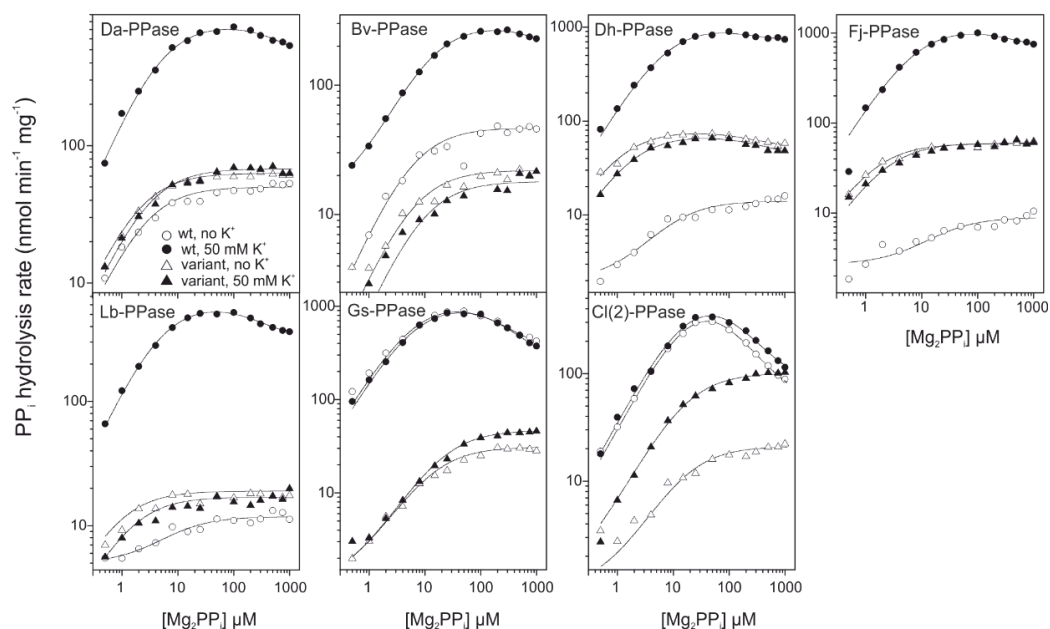 Da-PPase
Bv-PPase
Dh-PPase
Fj-PPase
PPi hydrolysis rate (nmol min⁻¹ mg⁻¹)
100
10
100
10
1000
100
10
1000
100
10
○ wt, no K⁺
● wt, 50 mM K⁺
△ variant, no K⁺
▲ variant, 50 mM K⁺
Lb-PPase
Gs-PPase
Cl(2)-PPase
100
10
1000
100
10
100
10
1 10 100 1000
[Mg₂PPi] µM
1 10 100 1000
[Mg₂PPi] µM
1 10 100 1000
[Mg₂PPi] µM
1 10 100 1000
[Mg₂PPi] µM